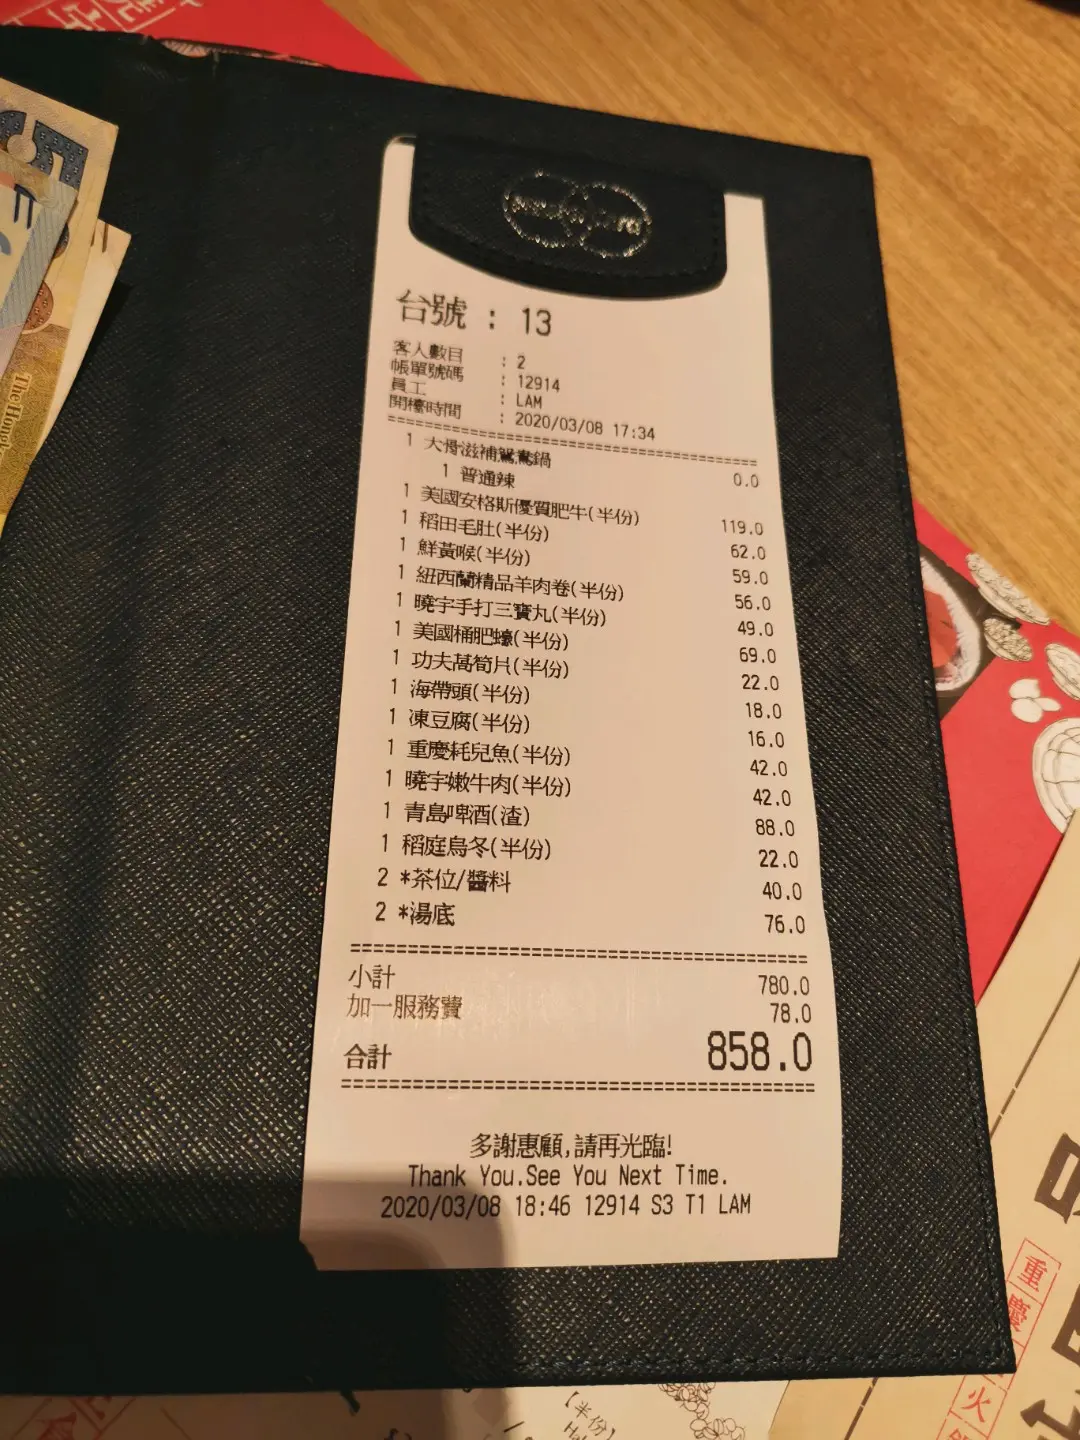 台號 : 13
客人數目 : 2
帳單號碼 : 12914
員工 : LAM
開檯時間 : 2020/03/08 17:34
1 大骨滋補鴛鴦鍋 0.0
1 普通辣
1 美國安格斯優質肥牛(半份) 119.0
1 稻田毛肚(半份) 62.0
1 鮮黃喉(半份) 59.0
1 紐西蘭精品羊肉卷(半份) 56.0
1 曉宇手打三寶丸(半份) 49.0
1 美國桶肥蠔(半份) 69.0
1 功夫萵筍片(半份) 22.0
1 海帶頭(半份) 18.0
1 凍豆腐(半份) 16.0
1 重慶耗兒魚(半份) 42.0
1 曉宇嫩牛肉(半份) 42.0
1 青島啤酒(渣) 88.0
1 稻庭烏冬(半份) 22.0
2 *茶位/醬料 40.0
2 *湯底 76.0
小計 780.0
加一服務費 78.0
合計 858.0
多謝惠顧,請再光臨!
Thank You.See You Next Time.
2020/03/08 18:46 12914 S3 T1 LAM
5
The Hong
重慶火
【半份】